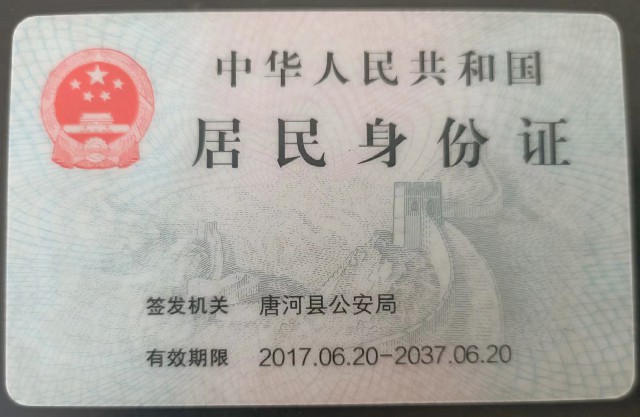 中华人民共和国
居民身份证
签发机关 唐河县公安局
有效期限 2017.06.20-2037.06.20